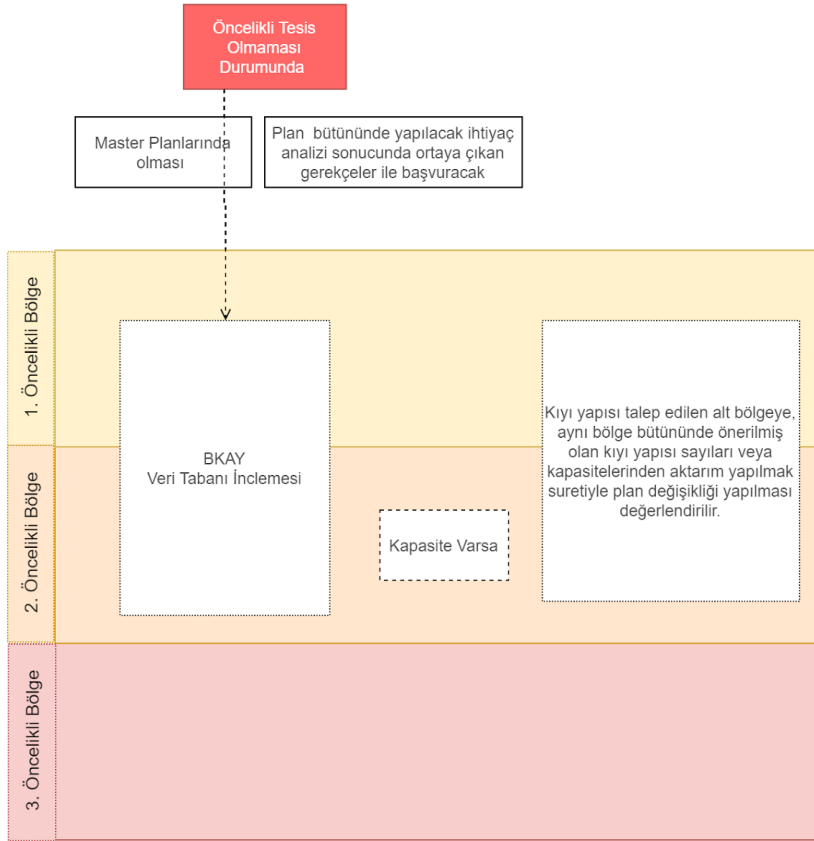 Öncelikli Tesis
Olmaması
Durumunda
Master Planlarında
olması
Plan bütününde yapılacak ihtiyaç
analizi sonucunda ortaya çıkan
gerekçeler ile başvuracak
1. Öncelikli Bölge
BKAY
Veri Tabanı İnclemesi
Kıyı yapısı talep edilen alt bölgeye,
aynı bölge bütününde önerilmiş
olan kıyı yapısı sayıları veya
kapasitelerinden aktarım yapılmak
suretiyle plan değişikliği yapılması
değerlendirilir.
2. Öncelikli Bölge
Kapasite Varsa
3. Öncelikli Bölge